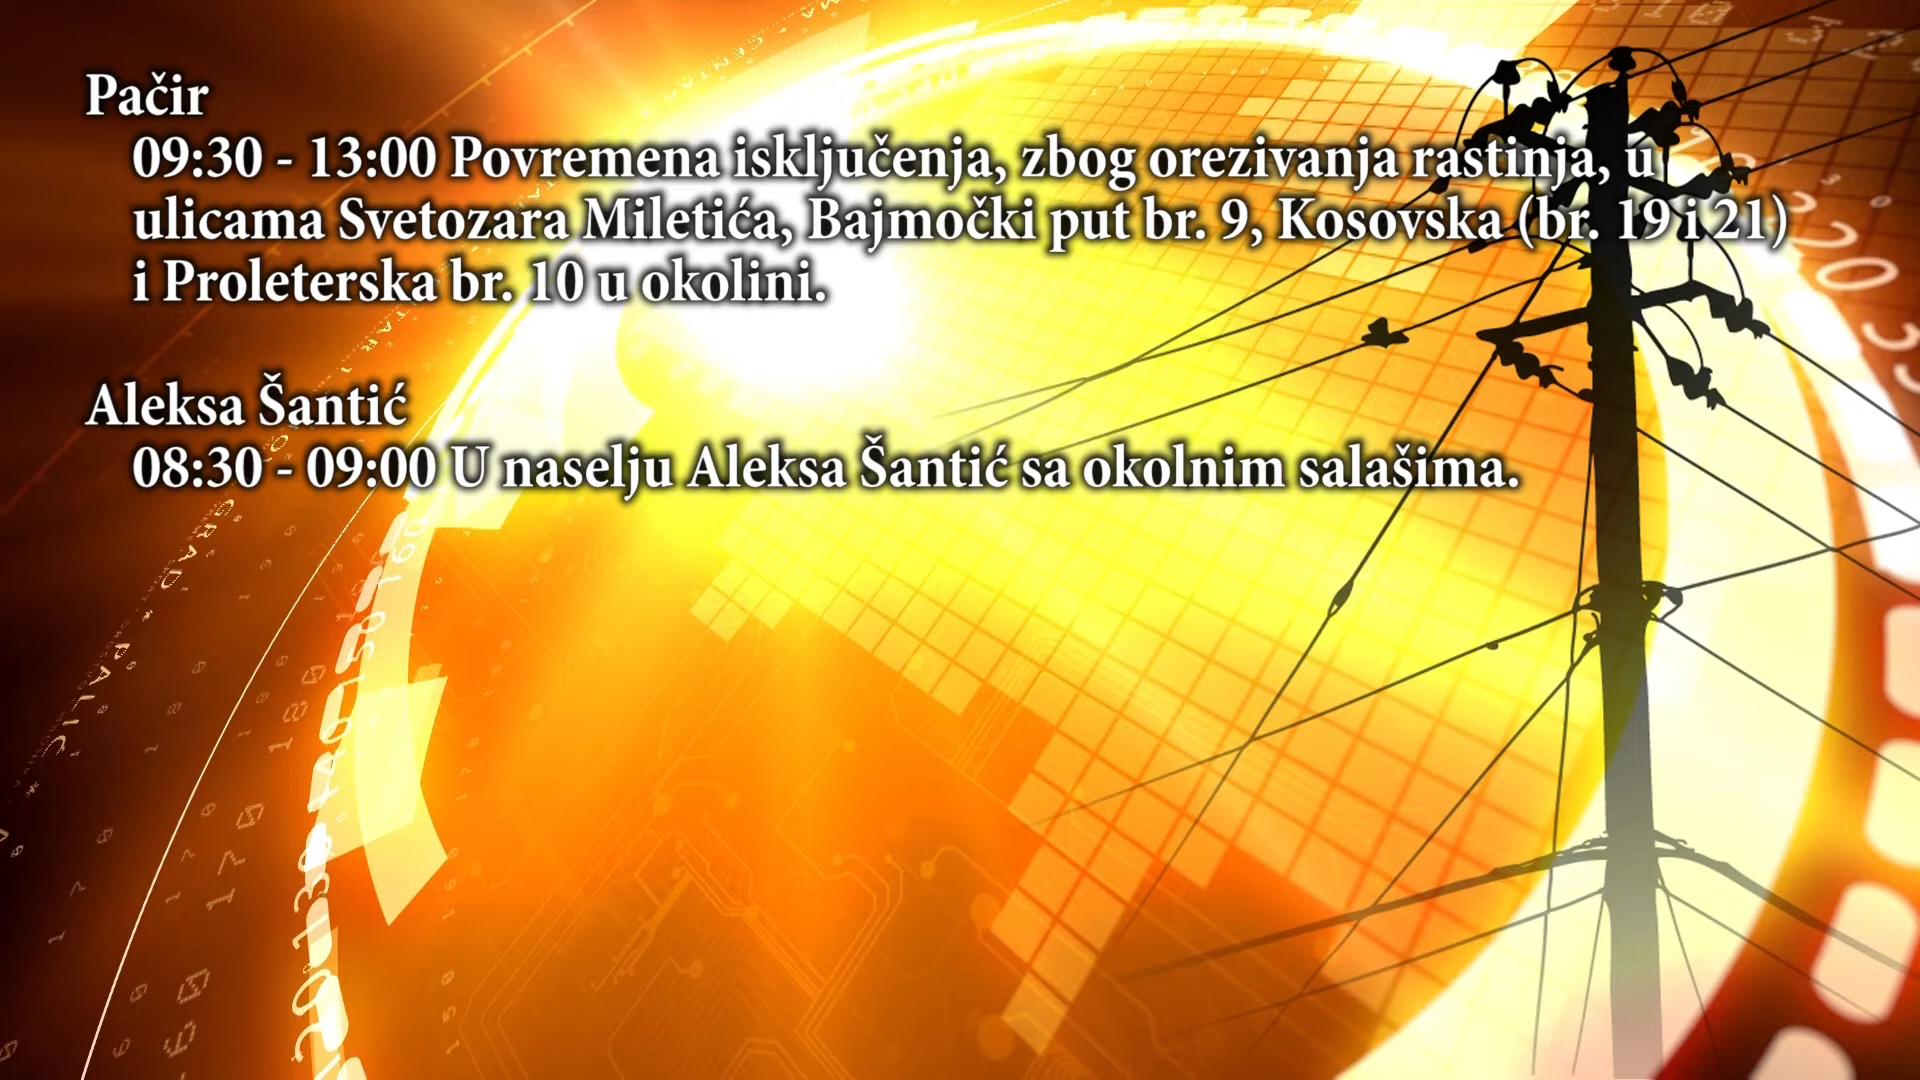 Pačir
09:30 - 13:00 Povremena isključenja, zbog orezivanja rastinja, u
ulicama Svetozara Miletića, Bajmočki put br. 9, Kosovska (br. 19 i 21)
i Proleterska br. 10 u okolini.
Aleksa Šantić
08:30 - 09:00 U naselju Aleksa Šantić sa okolnim salašima.